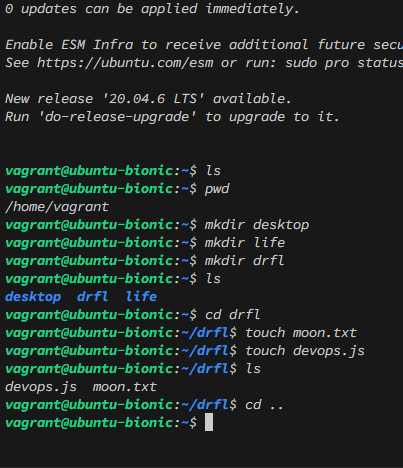 0 updates can be applied immediately.
Enable ESM Infra to receive additional future secu
See https://ubuntu.com/esm or run: sudo pro status
New release '20.04.6 LTS' available.
Run 'do-release-upgrade' to upgrade to it.
vagrant@ubuntu-bionic:~$ ls
vagrant@ubuntu-bionic:~$ pwd
/home/vagrant
vagrant@ubuntu-bionic:~$ mkdir desktop
vagrant@ubuntu-bionic:~$ mkdir life
vagrant@ubuntu-bionic:~$ mkdir drfl
vagrant@ubuntu-bionic:~$ ls
desktop  drfl  life
vagrant@ubuntu-bionic:~$ cd drfl
vagrant@ubuntu-bionic:~/drfl$ touch moon.txt
vagrant@ubuntu-bionic:~/drfl$ touch devops.js
vagrant@ubuntu-bionic:~/drfl$ ls
devops.js  moon.txt
vagrant@ubuntu-bionic:~/drfl$ cd ..
vagrant@ubuntu-bionic:~$